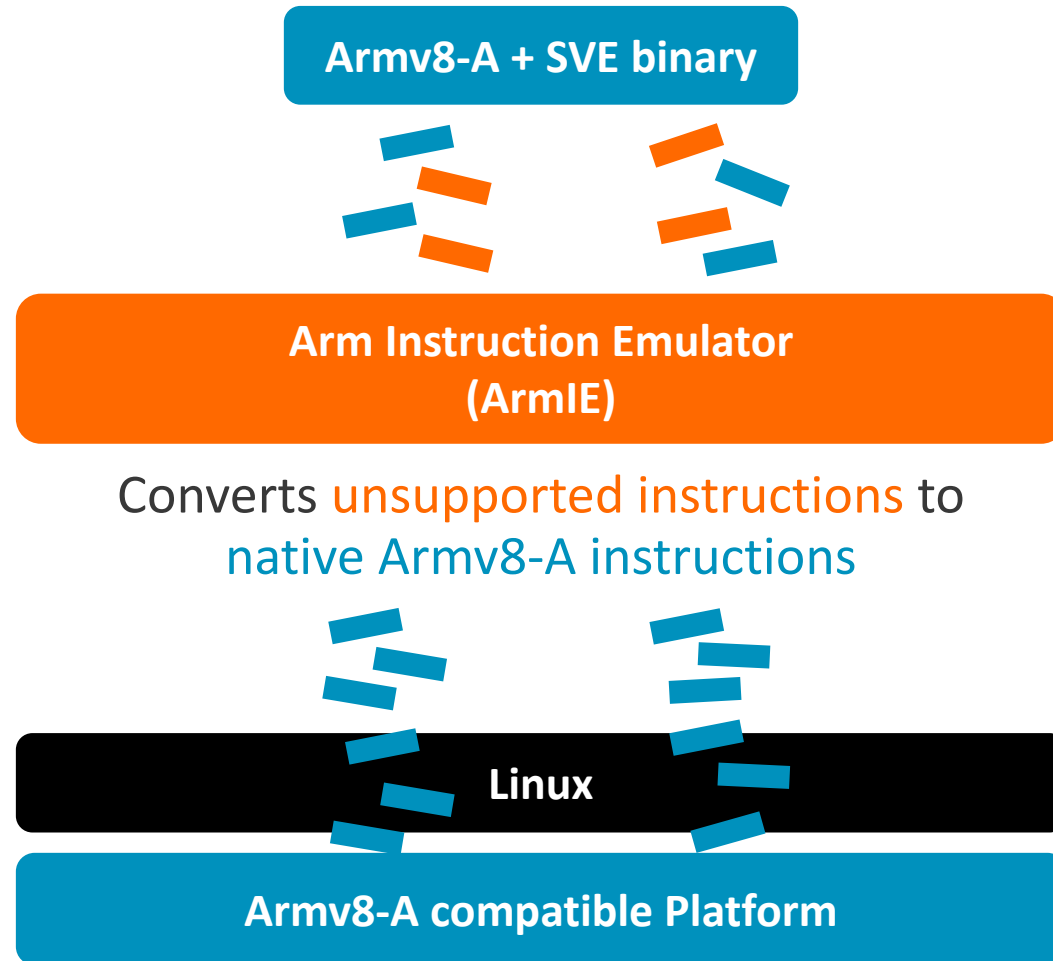 Armv8-A + SVE binary
Arm Instruction Emulator
(ArmIE)
Converts unsupported instructions to
native Armv8-A instructions
Linux
Armv8-A compatible Platform